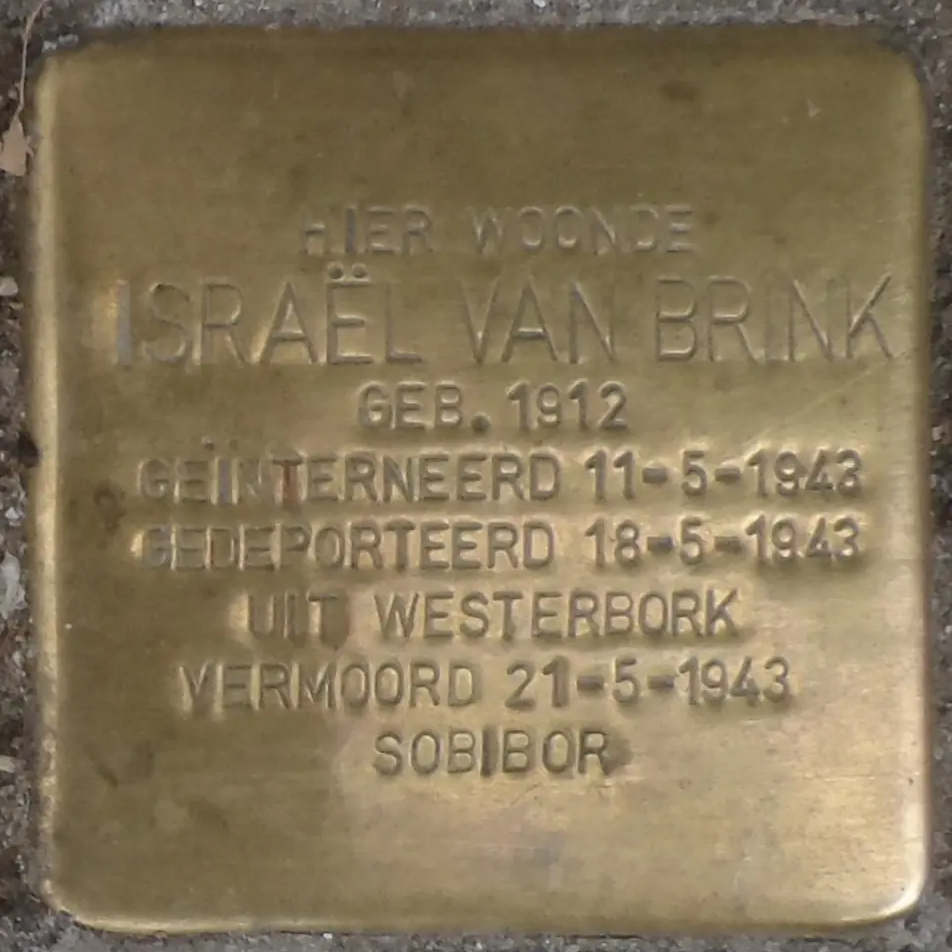 HIER WOONDE
ISRAËL VAN BRINK
GEB. 1912
GEÏNTERNEERD 11-5-1943
GEDEPORTEERD 18-5-1943
UIT WESTERBORK
VERMOORD 21-5-1943
SOBIBOR